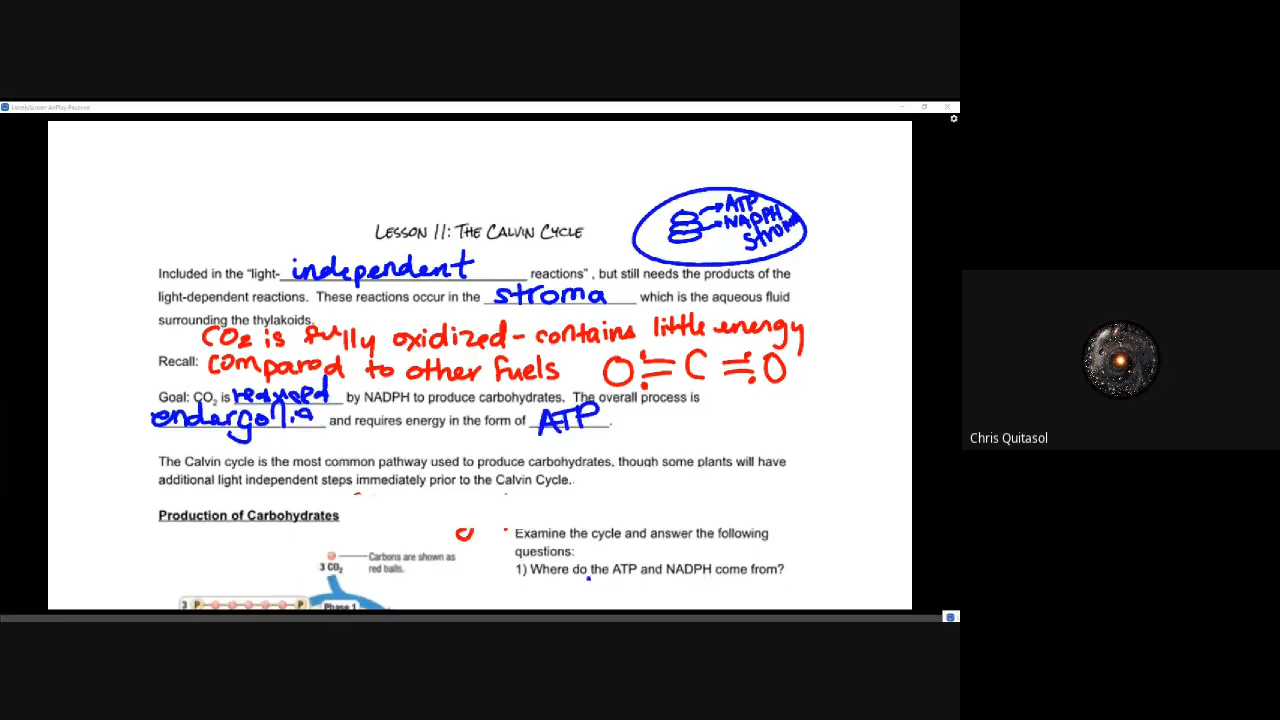 LonelyScreen AirPlay Receiver
ATP
NADPH
stroma
LESSON 11: THE CALVIN CYCLE
Included in the "light-independent reactions", but still needs the products of the
light-dependent reactions. These reactions occur in the stroma which is the aqueous fluid
surrounding the thylakoids.
CO2 is fully oxidized - contains little energy
Recall: compared to other fuels O=C=O
Goal: CO2 is reduced by NADPH to produce carbohydrates. The overall process is
endergonic and requires energy in the form of ATP.
The Calvin cycle is the most common pathway used to produce carbohydrates, though some plants will have
additional light independent steps immediately prior to the Calvin Cycle.
Production of Carbohydrates
Examine the cycle and answer the following
questions:
1) Where do the ATP and NADPH come from?
Carbons are shown as
red balls.
3 CO2
3 P P
Phase 1
Chris Quitasol